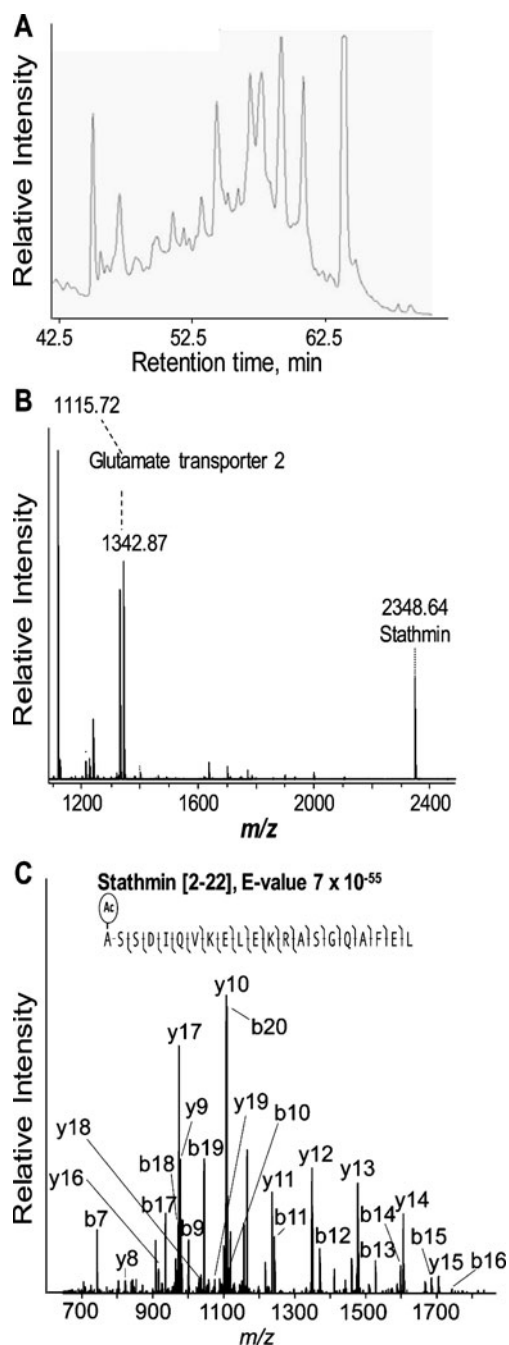 A
Relative Intensity
42.5 52.5 62.5
Retention time, min
B
1115.72
Glutamate transporter 2
1342.87
2348.64
Stathmin
Relative Intensity
1200 1600 2000 2400
m/z
C
Stathmin [2-22], E-value 7 x 10-55
Ac
A S S D I Q V K E L E K R A S G Q A F E L
y10
b20
y17
y9
y19
b10
y18
b18
b19
y12
y16
b17
y11
y13
b7
b9
b11
y14
y8
b12
b14
b13
b15
y15
b16
Relative Intensity
700 900 1100 1300 1500 1700
m/z